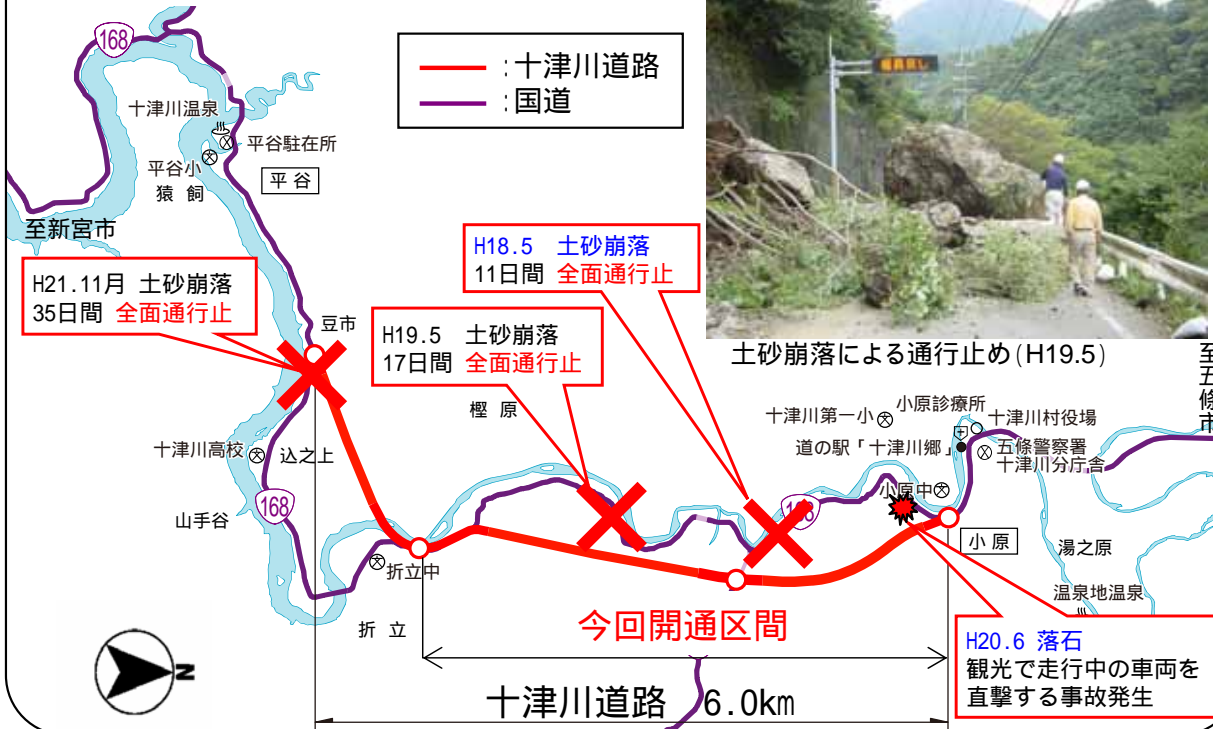 168
十津川温泉
平谷駐在所
平谷小
猿 飼
平 谷
至新宮市
：十津川道路
：国道
土砂崩落による通行止め(H19.5)
至五條市
H21.11月 土砂崩落
35日間 全面通行止
H19.5 土砂崩落
17日間 全面通行止
H18.5 土砂崩落
11日間 全面通行止
豆市
樫 原
十津川高校
込之上
168
山手谷
折立中
折 立
十津川第一小
小原診療所
十津川村役場
道の駅「十津川郷」
五條警察署
十津川分庁舎
小原中
168
小 原
湯之原
温泉地温泉
今回開通区間
H20.6 落石
観光で走行中の車両を
直撃する事故発生
十津川道路 6.0km
N